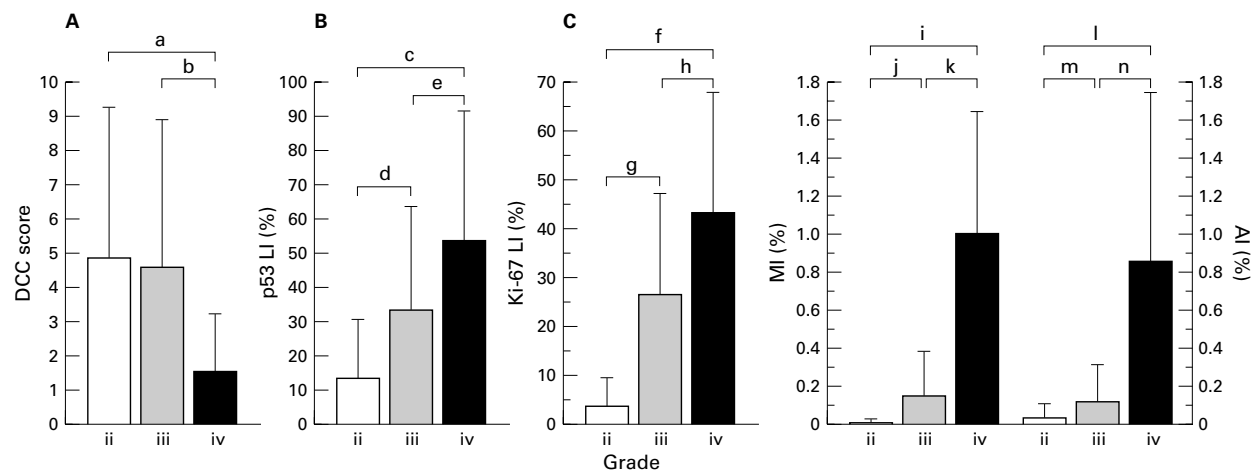 A
B
C
a
b
c
e
d
f
h
g
i
j
k
l
m
n
DCC score
10
9
8
7
6
5
4
3
2
1
0
ii
iii
iv
p53 LI (%)
100
90
80
70
60
50
40
30
20
10
0
ii
iii
iv
Ki-67 LI (%)
70
60
50
40
30
20
10
0
ii
iii
iv
MI (%)
1.8
1.6
1.4
1.2
1.0
0.8
0.6
0.4
0.2
0
ii
iii
iv
ii
iii
iv
1.8
1.6
1.4
1.2
1.0
0.8
0.6
0.4
0.2
0
AI (%)
Grade